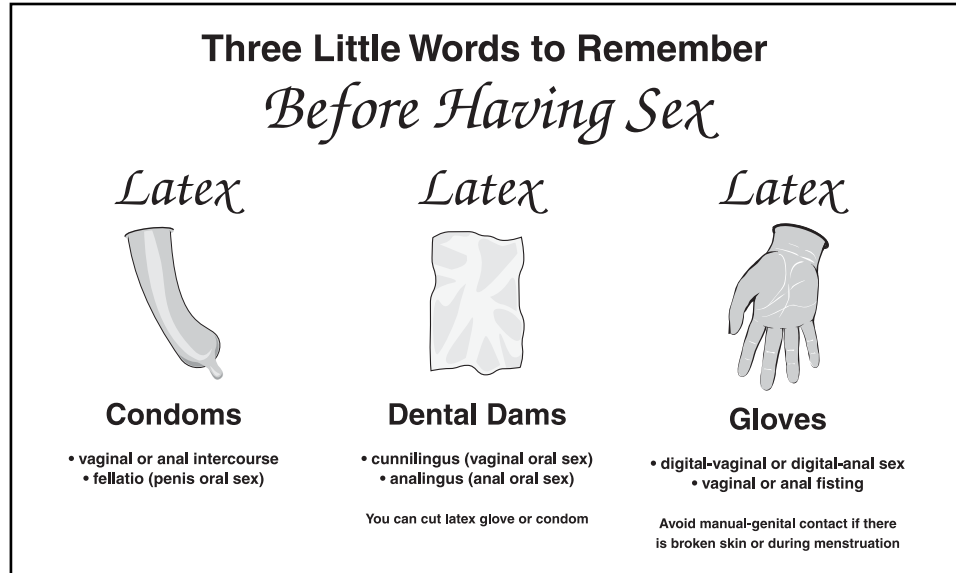 Three Little Words to Remember
Before Having Sex
Latex
Latex
Latex
Condoms
• vaginal or anal intercourse
• fellatio (penis oral sex)
Dental Dams
• cunnilingus (vaginal oral sex)
• analingus (anal oral sex)
You can cut latex glove or condom
Gloves
• digital-vaginal or digital-anal sex
• vaginal or anal fisting
Avoid manual-genital contact if there
is broken skin or during menstruation